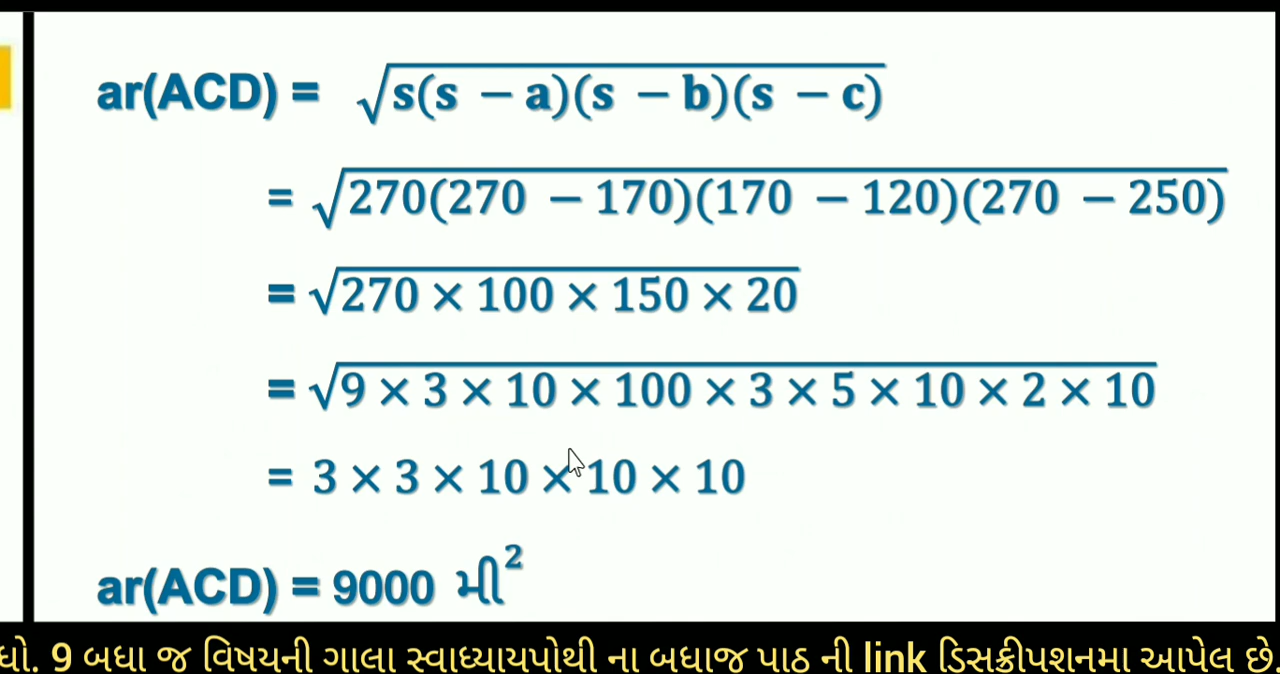 ar(ACD) = √s(s − a)(s − b)(s − c)
= √270(270 − 170)(170 − 120)(270 − 250)
= √270 × 100 × 150 × 20
= √9 × 3 × 10 × 100 × 3 × 5 × 10 × 2 × 10
= 3 × 3 × 10 × 10 × 10
ar(ACD) = 9000 મી²
ધો. 9 બધા જ વિષયની ગાલા સ્વાધ્યાયપોથી ના બધાજ પાઠ ની link ડિસક્રીપશનમા આપેલ છે.